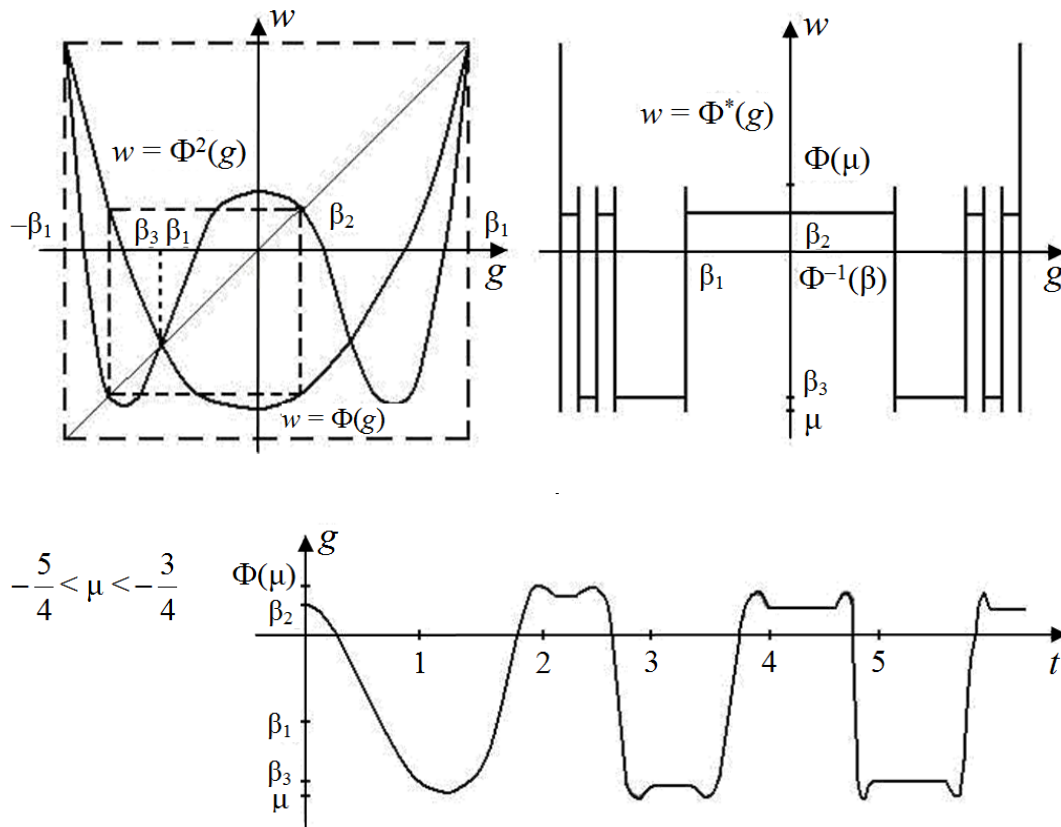 w
w = Φ²(g)
–β₁
β₃ β₁
β₂
β₁
g
w = Φ(g)
w
w = Φ*(g)
Φ(μ)
β₂
β₁
Φ⁻¹(β)
g
β₃
μ
–5/4 < μ < –3/4
g
Φ(μ)
β₂
1 2 3 4 5 t
β₁
β₃
μ